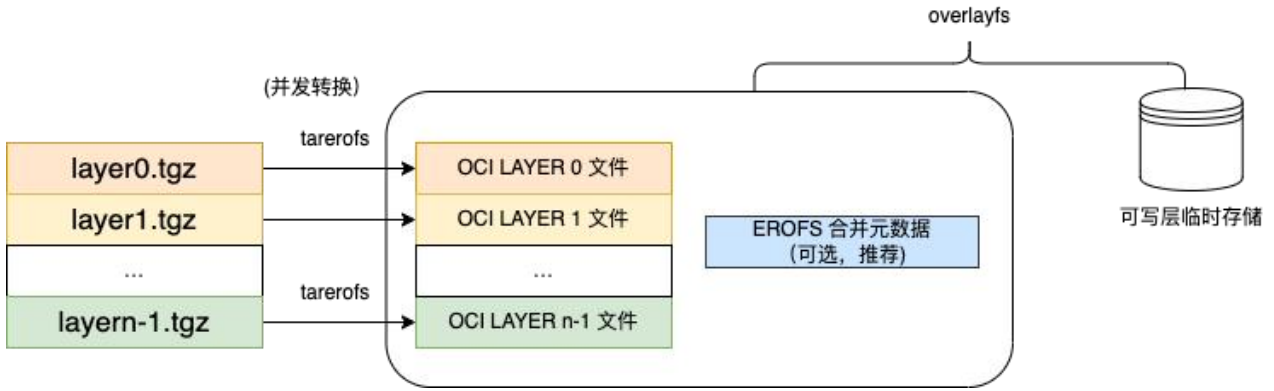 overlayfs
(并发转换）
tarerofs
layer0.tgz
OCI LAYER 0 文件
layer1.tgz
OCI LAYER 1 文件
可写层临时存储
EROFS 合并元数据
（可选，推荐)
...
...
tarerofs
layern-1.tgz
OCI LAYER n-1 文件